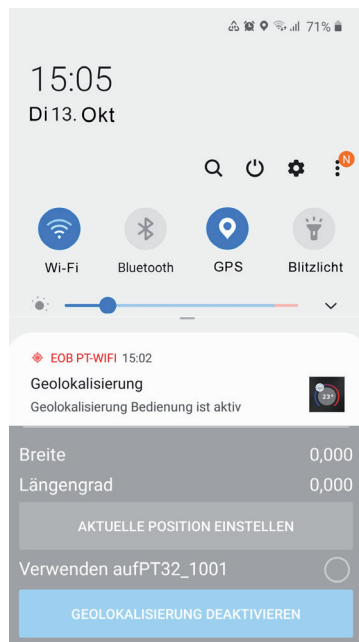 71%
15:05
Di 13. Okt
N
Wi-Fi Bluetooth GPS Blitzlicht
EOB PT-WIFI 15:02
Geolokalisierung
Geolokalisierung Bedienung ist aktiv
23°
Breite 0,000
Längengrad 0,000
AKTUELLE POSITION EINSTELLEN
Verwenden aufPT32_1001
GEOLOKALISIERUNG DEAKTIVIEREN